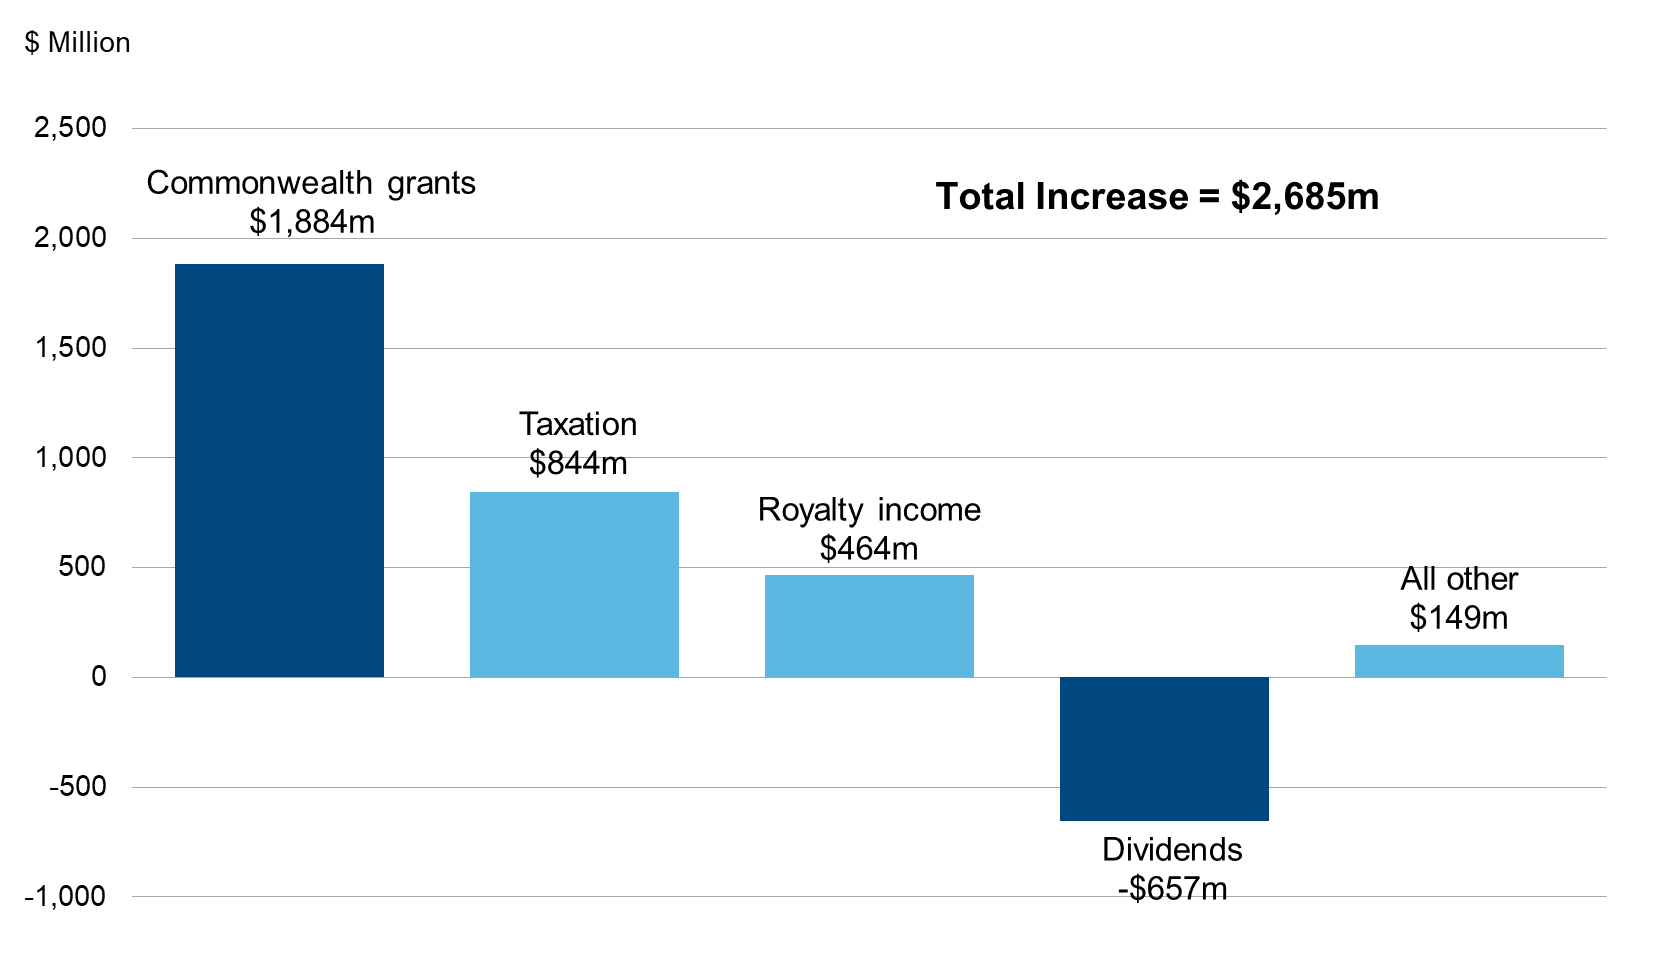 $ Million
2,500
Commonwealth grants
$1,884m
Total Increase = $2,685m
2,000
1,500
Taxation
$844m
1,000
Royalty income
$464m
500
All other
$149m
0
-500
Dividends
-$657m
-1,000